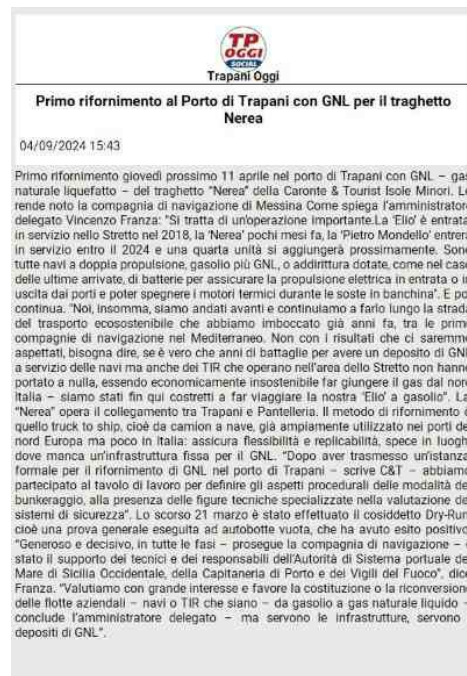 TP
OGGI
SOCIAL
Trapani Oggi
Primo rifornimento al Porto di Trapani con GNL per il traghetto
Nerea
04/09/2024 15:43
Primo rifornimento giovedì prossimo 11 aprile nel porto di Trapani con GNL – gas
naturale liquefatto – del traghetto "Nerea" della Caronte & Tourist Isole Minori. Lo
rende noto la compagnia di navigazione di Messina Come spiega l'amministratore
delegato Vincenzo Franza: "Si tratta di un'operazione importante.La 'Elio' è entrata
in servizio nello Stretto nel 2018, la 'Nerea' pochi mesi fa, la 'Pietro Mondello' entrerà
in servizio entro il 2024 e una quarta unità si aggiungerà prossimamente. Sono
tutte navi a doppia propulsione, gasolio più GNL, o addirittura dotate, come nel caso
delle ultime arrivate, di batterie per assicurare la propulsione elettrica in entrata o in
uscita dai porti e poter spegnere i motori termici durante le soste in banchina". E poi
continua. "Noi, insomma, siamo andati avanti e continuiamo a farlo lungo la strada
del trasporto ecosostenibile che abbiamo imboccato già anni fa, tra le prime
compagnie di navigazione nel Mediterraneo. Non con i risultati che ci saremmo
aspettati, bisogna dire, se è vero che anni di battaglie per avere un deposito di GNL
a servizio delle navi ma anche dei TIR che operano nell'area dello Stretto non hanno
portato a nulla, essendo economicamente insostenibile far giungere il gas dal nord
Italia – siamo stati fin qui costretti a far viaggiare la nostra 'Elio' a gasolio". La
"Nerea" opera il collegamento tra Trapani e Pantelleria. Il metodo di rifornimento è
quello truck to ship, cioè da camion a nave, già ampiamente utilizzato nei porti del
nord Europa ma poco in Italia: assicura flessibilità e replicabilità, spece in luoghi
dove manca un'infrastruttura fissa per il GNL. "Dopo aver trasmesso un'istanza
formale per il rifornimento di GNL nel porto di Trapani – scrive C&T – abbiamo
partecipato al tavolo di lavoro per definire gli aspetti procedurali delle modalità del
bunkeraggio, alla presenza delle figure tecniche specializzate nella valutazione dei
sistemi di sicurezza". Lo scorso 21 marzo è stato effettuato il cosiddetto Dry-Run,
cioè una prova generale eseguita ad autobotte vuota, che ha avuto esito positivo.
"Generoso e decisivo, in tutte le fasi – prosegue la compagnia di navigazione – è
stato il supporto dei tecnici e dei responsabili dell'Autorità di Sistema portuale del
Mare di Sicilia Occidentale, della Capitaneria di Porto e dei Vigili del Fuoco", dice
Franza. "Valutiamo con grande interesse e favore la costituzione o la riconversione
delle flotte aziendali – navi o TIR che siano – da gasolio a gas naturale liquido –
conclude l'amministratore delegato – ma servono le infrastrutture, servono i
depositi di GNL".